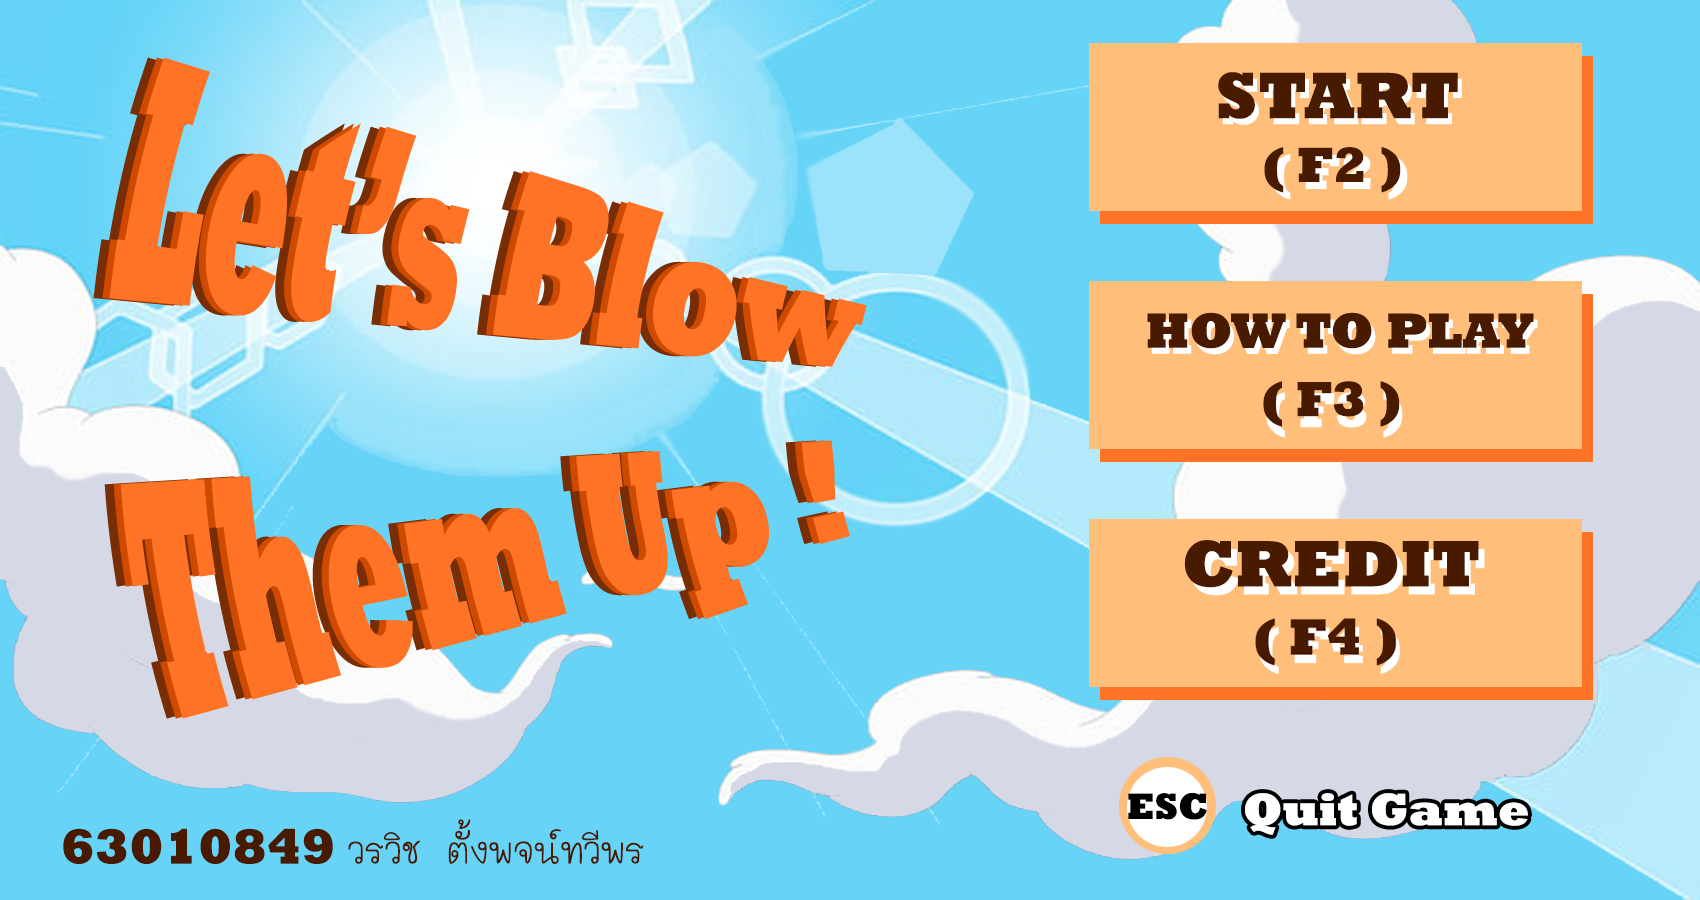 Let's Blow
Them Up !
START
( F2 )
HOW TO PLAY
( F3 )
CREDIT
( F4 )
ESC Quit Game
63010849 วรวิช ตั้งพจน์ทวีพร